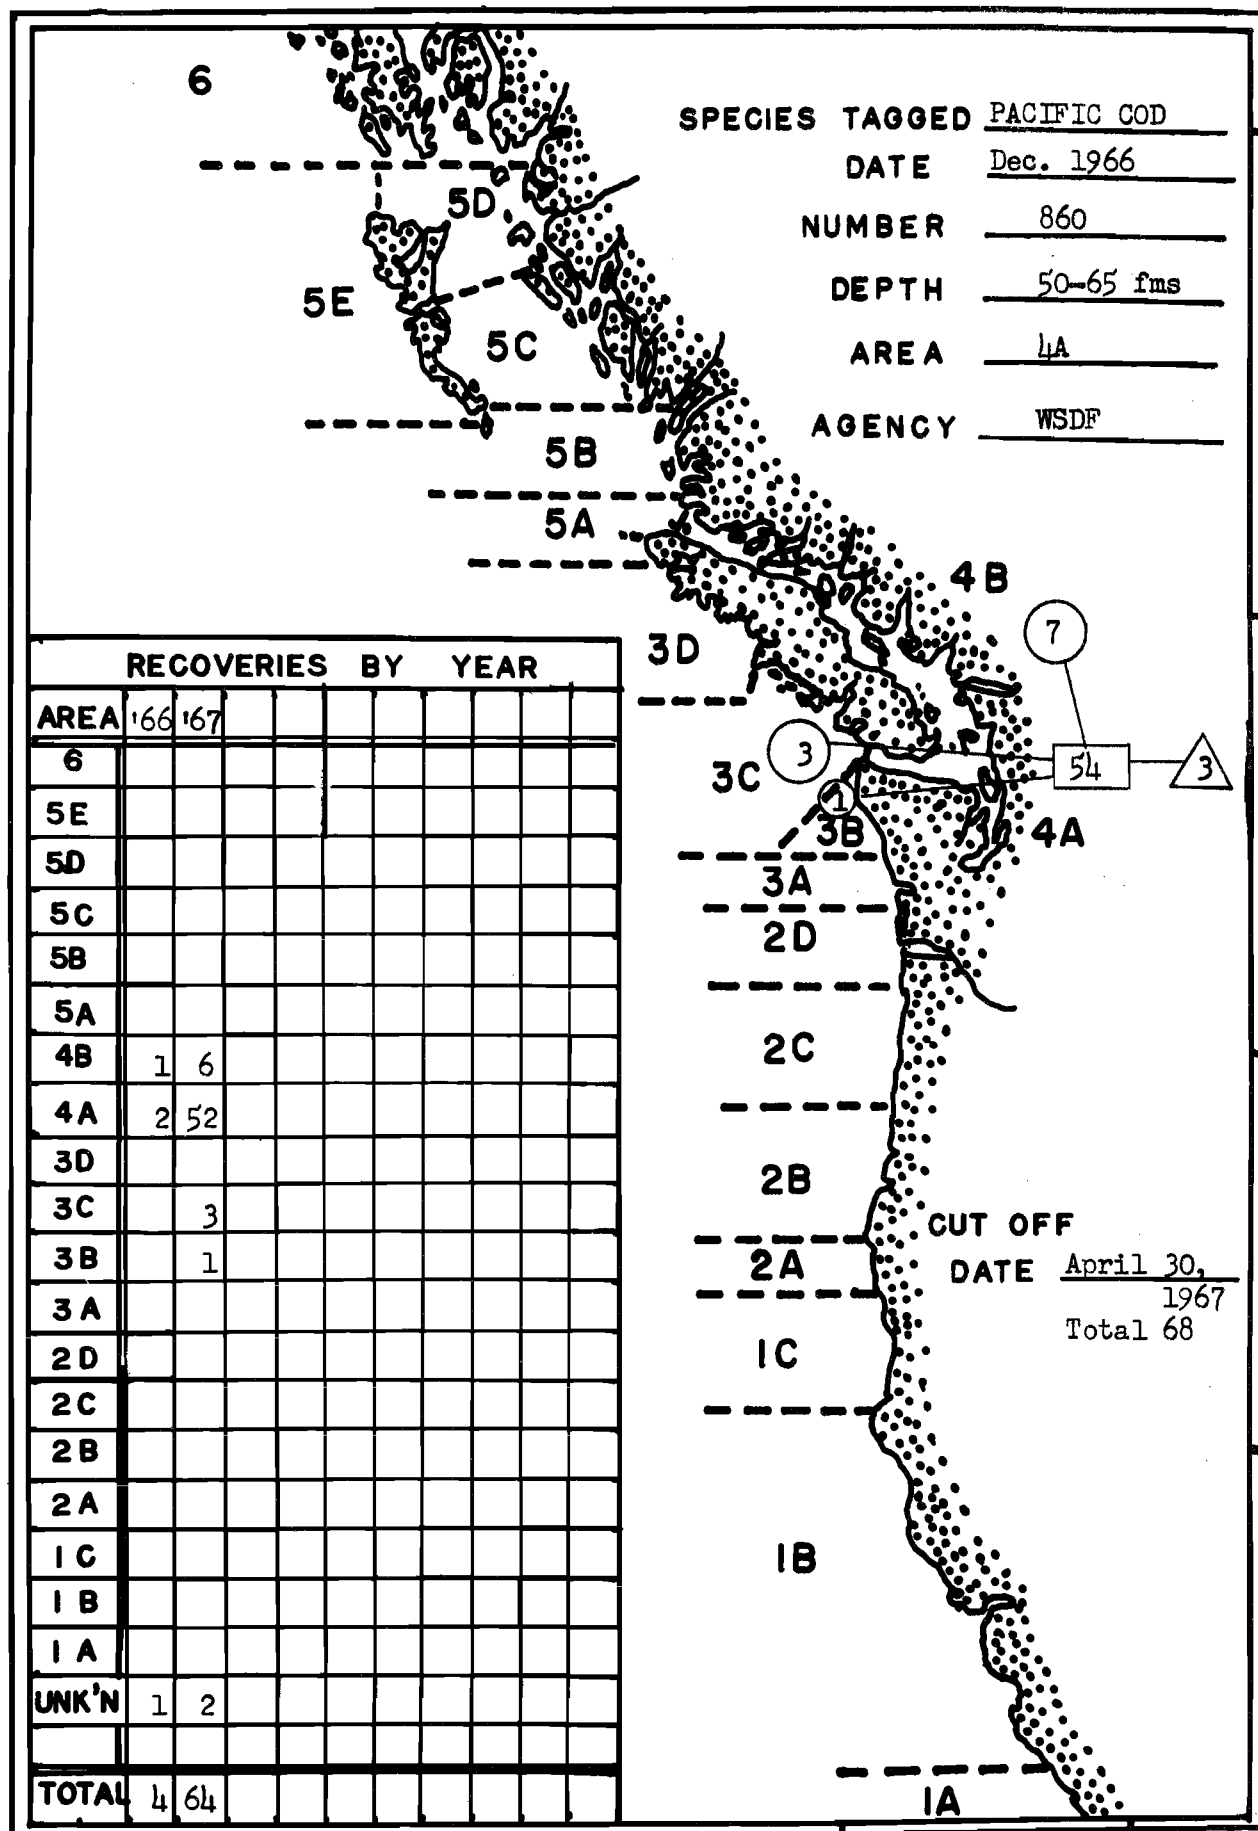 6
SPECIES TAGGED PACIFIC COD
DATE Dec. 1966
5D
NUMBER 860
DEPTH 50-65 fms
5E
5C
AREA 4A
AGENCY WSDF
5B
5A
4B
7
3D
3
3C
54
3
1
3B
4A
3A
2D
2C
2B
CUT OFF
2A
DATE April 30,
1967
Total 68
1C
1B
1A
RECOVERIES BY YEAR
AREA '66 '67
6
5E
5D
5C
5B
5A
4B 1 6
4A 2 52
3D
3C 3
3B 1
3A
2D
2C
2B
2A
1C
1B
1A
UNK'N 1 2
TOTAL 4 64